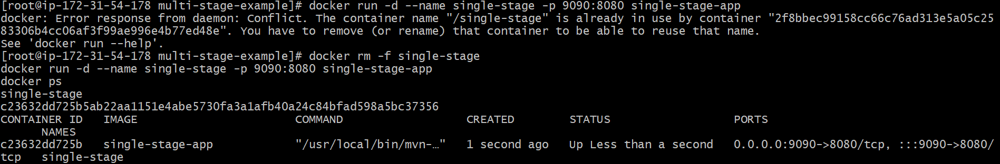 [root@ip-172-31-54-178 multi-stage-example]# docker run -d --name single-stage -p 9090:8080 single-stage-app
docker: Error response from daemon: Conflict. The container name "/single-stage" is already in use by container "2f8bbec99158cc66c76ad313e5a05c25
83306b4cc06af3f99ae996e4b77ed48e". You have to remove (or rename) that container to be able to reuse that name.
See 'docker run --help'.
[root@ip-172-31-54-178 multi-stage-example]# docker rm -f single-stage
docker run -d --name single-stage -p 9090:8080 single-stage-app
docker ps
single-stage
c23632dd725b5ab22aa1151e4abe5730fa3a1afb40a24c84bfad598a5bc37356
CONTAINER ID   IMAGE                       COMMAND                  CREATED        STATUS                  PORTS
      NAMES
c23632dd725b   single-stage-app            "/usr/local/bin/mvn-…"   1 second ago   Up Less than a second   0.0.0.0:9090->8080/tcp, :::9090->8080/
tcp   single-stage